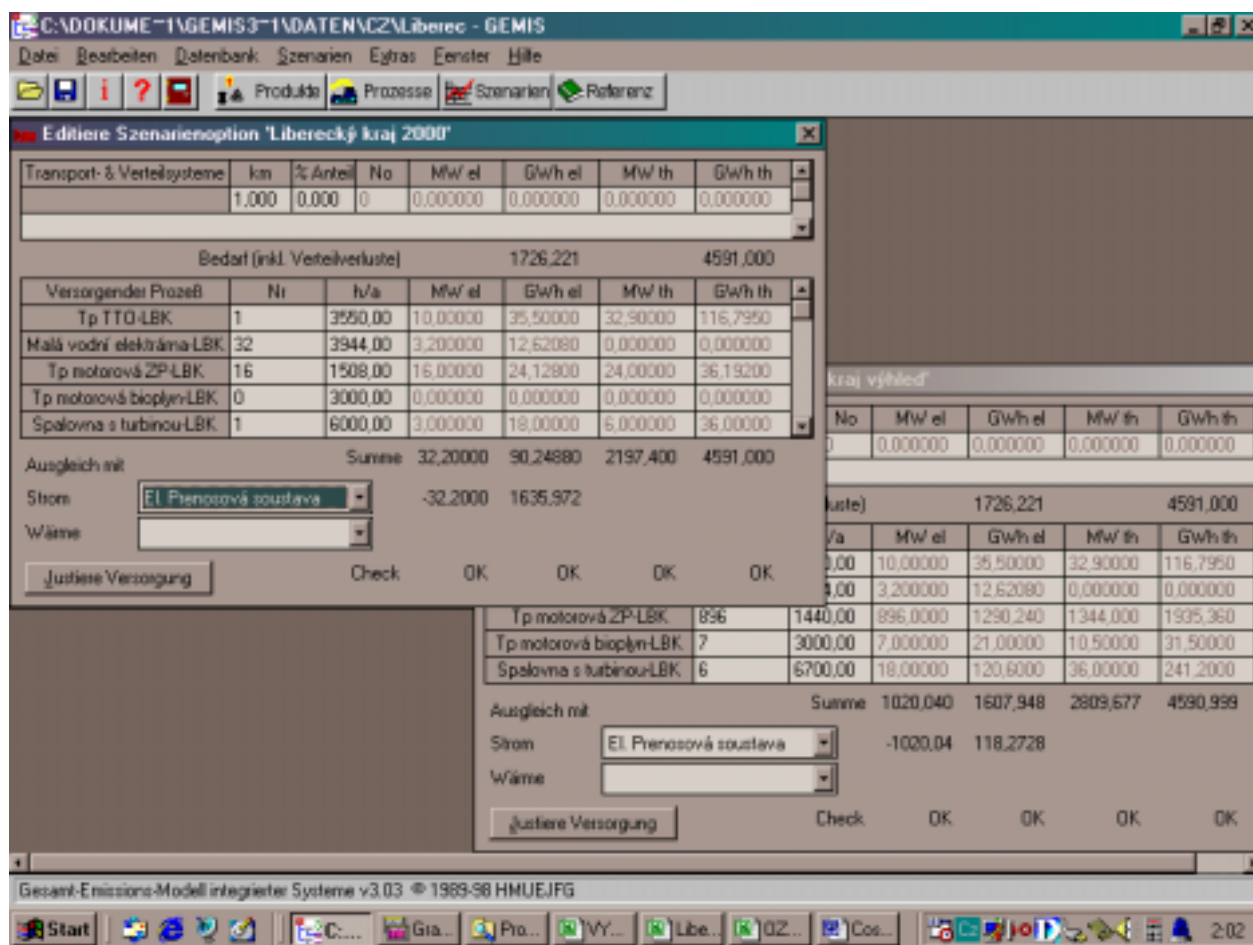 C:\DOKUME~1\GEMIS3~1\DATEN\CZ\Liberec - GEMIS
Datei Bearbeiten Datenbank Szenarien Extras Fenster Hilfe
Produkte Prozesse Szenarien Referenz
Editiere Szenarienoption 'Liberecký kraj 2000'
Transport- & Verteilsysteme km % Anteil No MW el GWh el MW th GWh th
1,000 0,000 0 0,000000 0,000000 0,000000 0,000000
Bedarf (inkl. Verteilverluste) 1726,221 4591,000
Versorgender Prozeß Nr h/a MW el GWh el MW th GWh th
Tp TTO-LBK 1 3550,00 10,00000 35,50000 32,90000 116,7950
Malá vodní elektrárna-LBK 32 3944,00 3,200000 12,62080 0,000000 0,000000
Tp motorová ZP-LBK 16 1508,00 16,00000 24,12800 24,00000 36,19200
Tp motorová bioplyn-LBK 0 3000,00 0,000000 0,000000 0,000000 0,000000
Spalovna s turbinou-LBK 1 6000,00 3,000000 18,00000 6,000000 36,00000
Ausgleich mit Summe 32,20000 90,24880 2197,400 4591,000
Strom El. Prenosová soustava -32,2000 1635,972
Wärme
Justiere Versorgung Check OK OK OK OK
kraj výhled'
No MW el GWh el MW th GWh th
0,000000 0,000000 0,000000 0,000000
luste) 1726,221 4591,000
/a MW el GWh el MW th GWh th
0,00 10,00000 35,50000 32,90000 116,7950
4,00 3,200000 12,62080 0,000000 0,000000
Tp motorová ZP-LBK 896 1440,00 896,0000 1290,240 1344,000 1935,360
Tp motorová bioplyn-LBK 7 3000,00 7,000000 21,00000 10,50000 31,50000
Spalovna s turbinou-LBK 6 6700,00 18,00000 120,6000 36,00000 241,2000
Ausgleich mit Summe 1020,040 1607,948 2809,677 4590,999
Strom El. Prenosová soustava -1020,04 118,2728
Wärme
Justiere Versorgung Check OK OK OK OK
Gesamt-Emissions-Modell integrierter Systeme v3.03 © 1989-98 HMUEJFG
Start C:.... Gra... Pro... VY... Libe... OZ... Cos... Cz 2:02